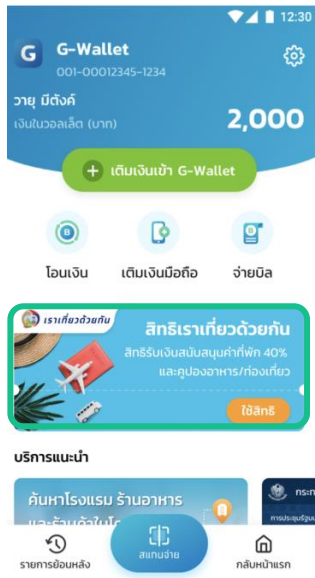 12:30
G
G-Wallet
001-00012345-1234
วายุ มีตังค์
เงินในวอลเล็ต (บาท)
2,000
+ เติมเงินเข้า G-Wallet
โอนเงิน
เติมเงินมือถือ
จ่ายบิล
เราเที่ยวด้วยกัน
สิทธิเราเที่ยวด้วยกัน
สิทธิรับเงินสนับสนุนค่าที่พัก 40%
และคูปองอาหาร/ท่องเที่ยว
ใช้สิทธิ
บริการแนะนำ
ค้นหาโรงแรม ร้านอาหาร
สแกนจ่าย
รายการย้อนหลัง
กลับหน้าแรก